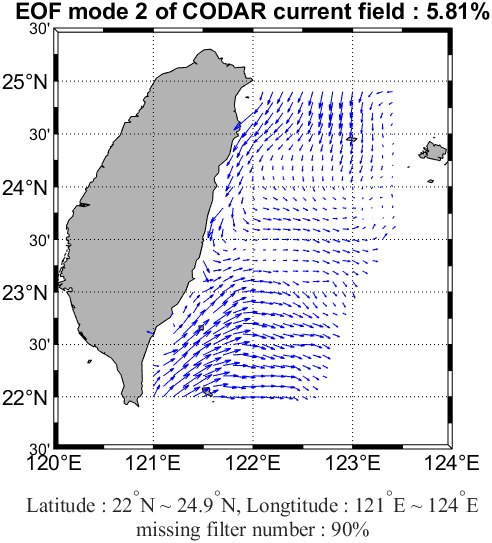 EOF mode 2 of CODAR current field : 5.81%
30'
25°N
30'
24°N
30'
23°N
30'
22°N
30'
120°E 121°E 122°E 123°E 124°E
Latitude : 22°N ~ 24.9°N, Longtitude : 121°E ~ 124°E
missing filter number : 90%